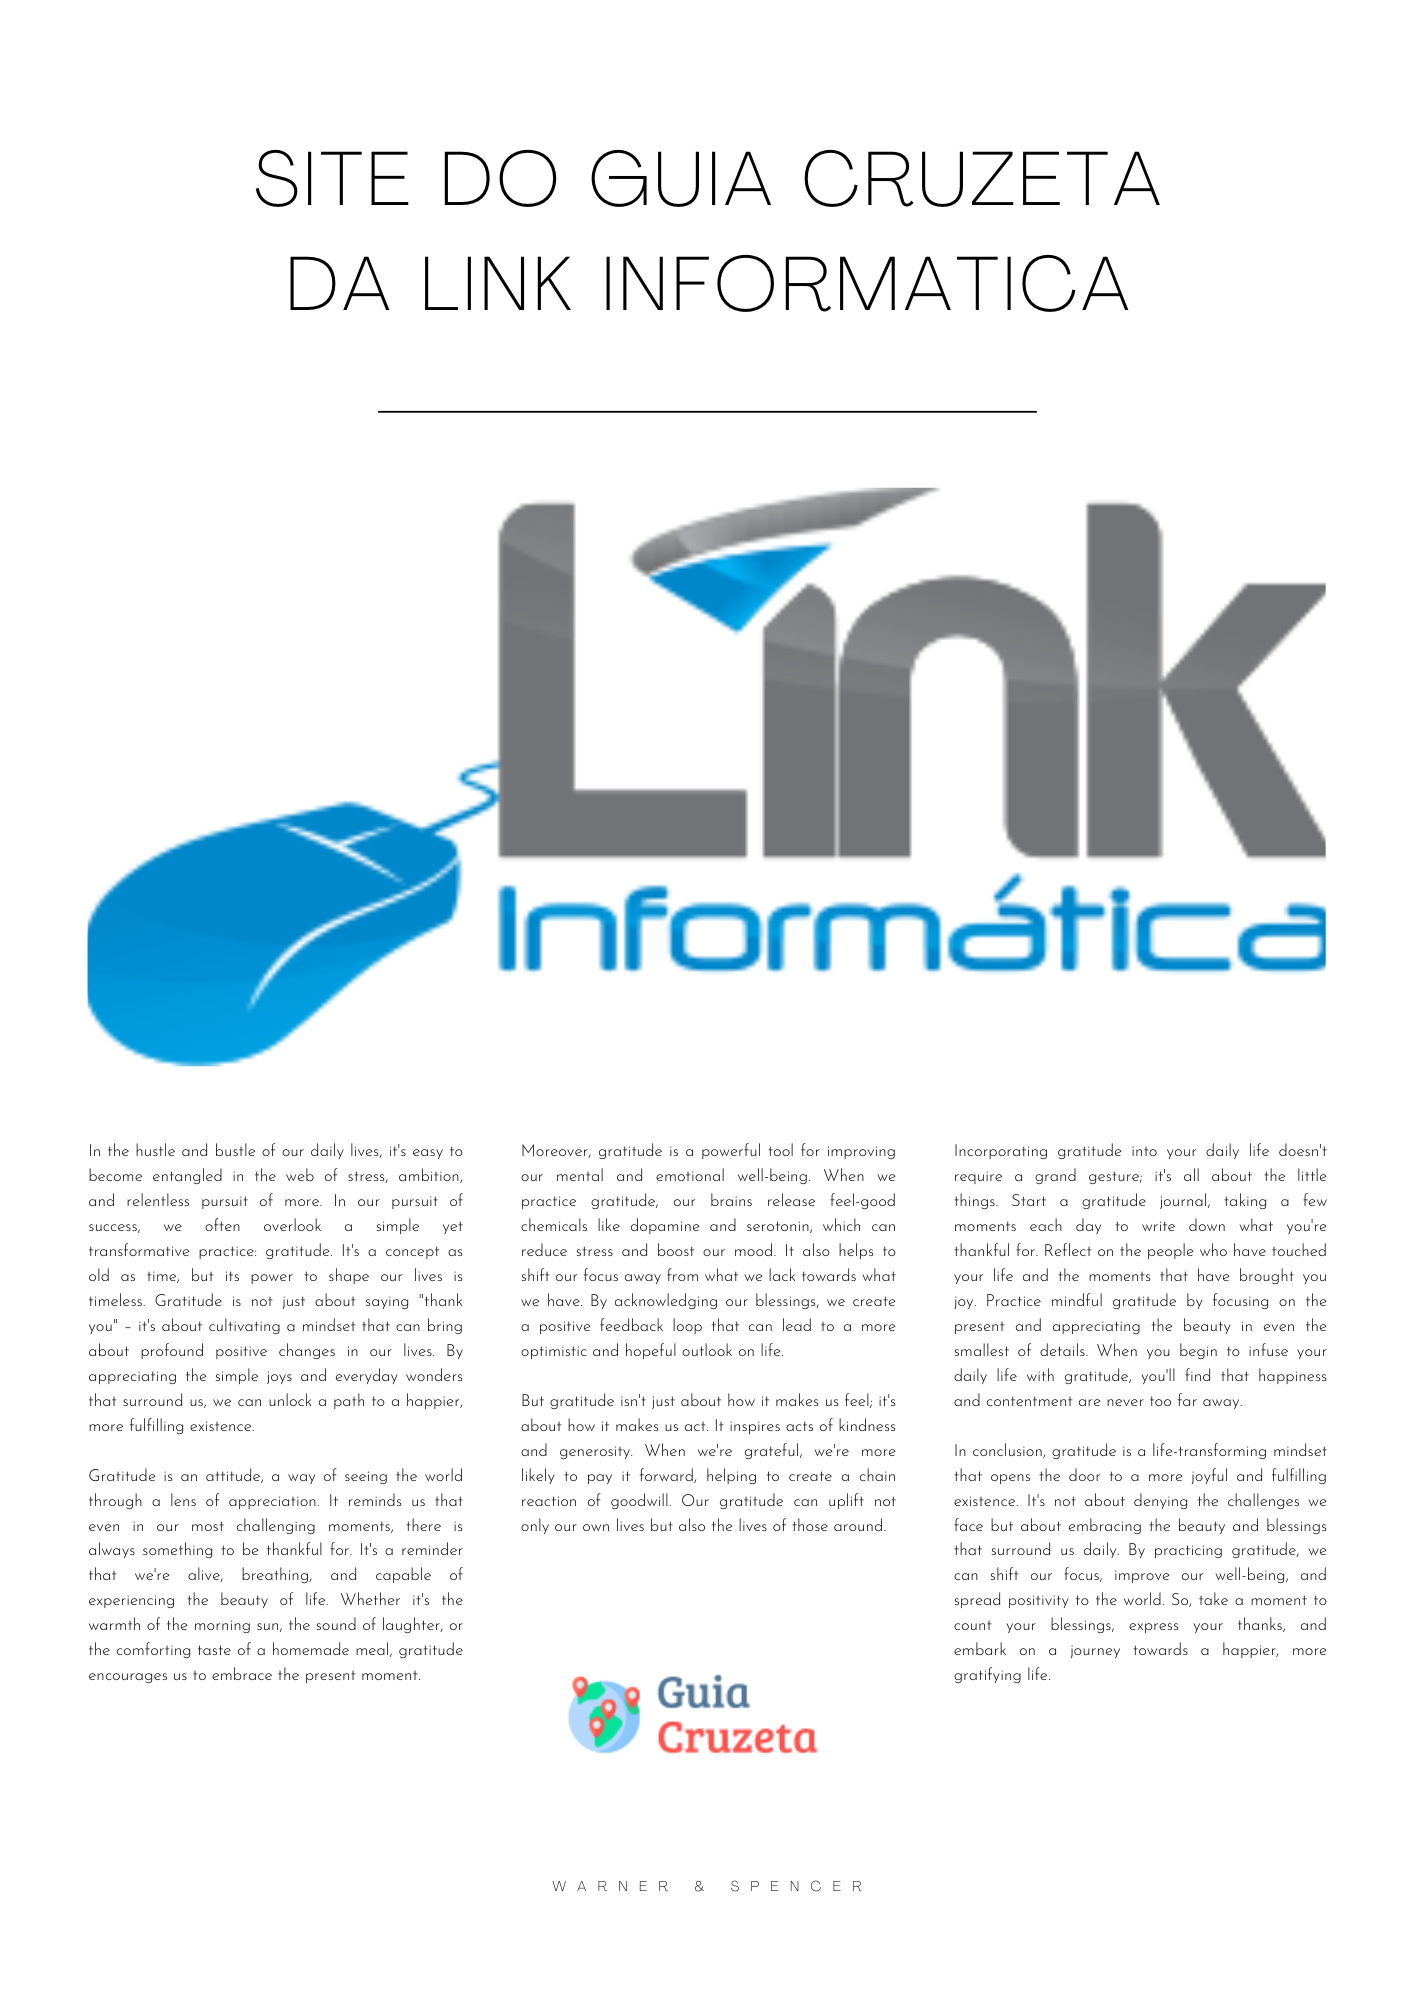 SITE DO GUIA CRUZETA
DA LINK INFORMATICA
Link
Informática
In the hustle and bustle of our daily lives, it's easy to
become entangled in the web of stress, ambition,
and relentless pursuit of more. In our pursuit of
success, we often overlook a simple yet
transformative practice: gratitude. It's a concept as
old as time, but its power to shape our lives is
timeless. Gratitude is not just about saying "thank
you" – it's about cultivating a mindset that can bring
about profound positive changes in our lives. By
appreciating the simple joys and everyday wonders
that surround us, we can unlock a path to a happier,
more fulfilling existence.
Gratitude is an attitude, a way of seeing the world
through a lens of appreciation. It reminds us that
even in our most challenging moments, there is
always something to be thankful for. It's a reminder
that we're alive, breathing, and capable of
experiencing the beauty of life. Whether it's the
warmth of the morning sun, the sound of laughter, or
the comforting taste of a homemade meal, gratitude
encourages us to embrace the present moment.
Moreover, gratitude is a powerful tool for improving
our mental and emotional well-being. When we
practice gratitude, our brains release feel-good
chemicals like dopamine and serotonin, which can
reduce stress and boost our mood. It also helps to
shift our focus away from what we lack towards what
we have. By acknowledging our blessings, we create
a positive feedback loop that can lead to a more
optimistic and hopeful outlook on life.
But gratitude isn't just about how it makes us feel; it's
about how it makes us act. It inspires acts of kindness
and generosity. When we're grateful, we're more
likely to pay it forward, helping to create a chain
reaction of goodwill. Our gratitude can uplift not
only our own lives but also the lives of those around.
Incorporating gratitude into your daily life doesn't
require a grand gesture; it's all about the little
things. Start a gratitude journal, taking a few
moments each day to write down what you're
thankful for. Reflect on the people who have touched
your life and the moments that have brought you
joy. Practice mindful gratitude by focusing on the
present and appreciating the beauty in even the
smallest of details. When you begin to infuse your
daily life with gratitude, you'll find that happiness
and contentment are never too far away.
In conclusion, gratitude is a life-transforming mindset
that opens the door to a more joyful and fulfilling
existence. It's not about denying the challenges we
face but about embracing the beauty and blessings
that surround us daily. By practicing gratitude, we
can shift our focus, improve our well-being, and
spread positivity to the world. So, take a moment to
count your blessings, express your thanks, and
embark on a journey towards a happier, more
gratifying life.
Guia
Cruzeta
WARNER & SPENCER